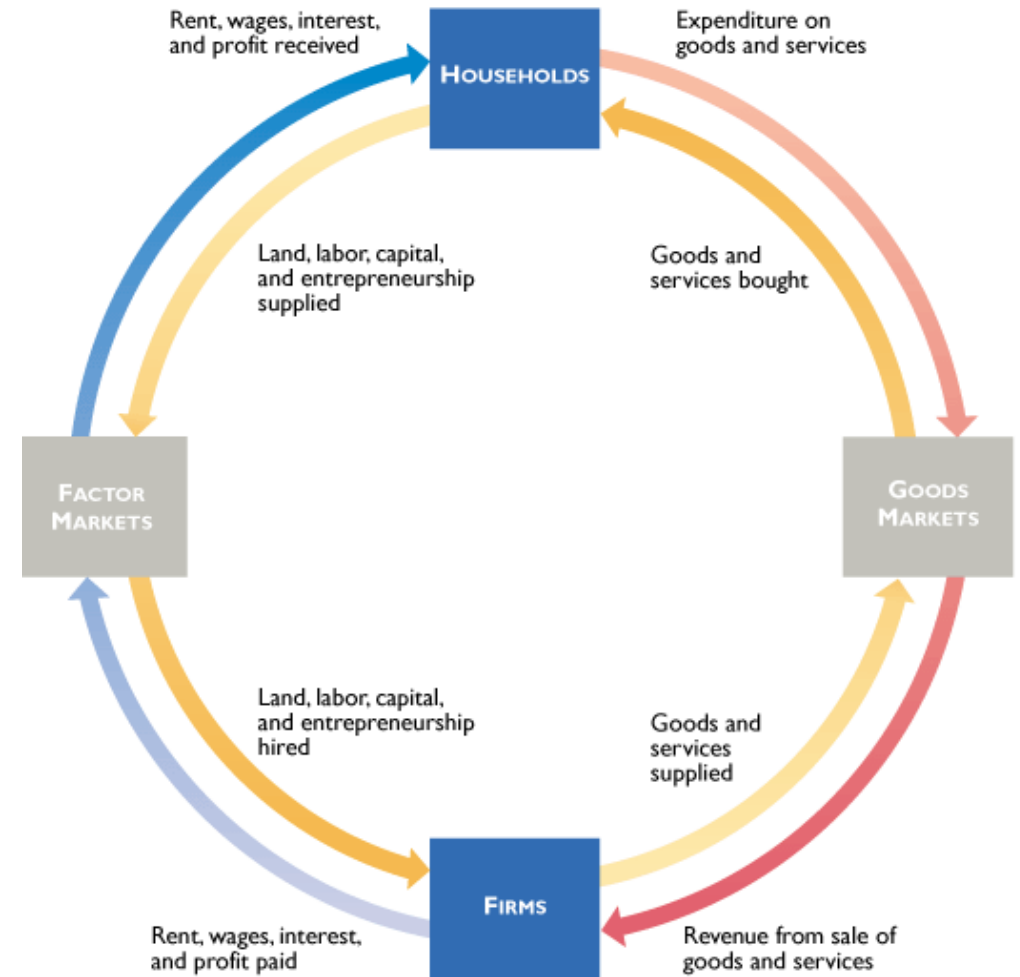 Rent, wages, interest,
and profit received
Expenditure on
goods and services
HOUSEHOLDS
Land, labor, capital,
and entrepreneurship
supplied
Goods and
services bought
FACTOR
MARKETS
GOODS
MARKETS
Land, labor, capital,
and entrepreneurship
hired
Goods and
services
supplied
FIRMS
Rent, wages, interest,
and profit paid
Revenue from sale of
goods and services